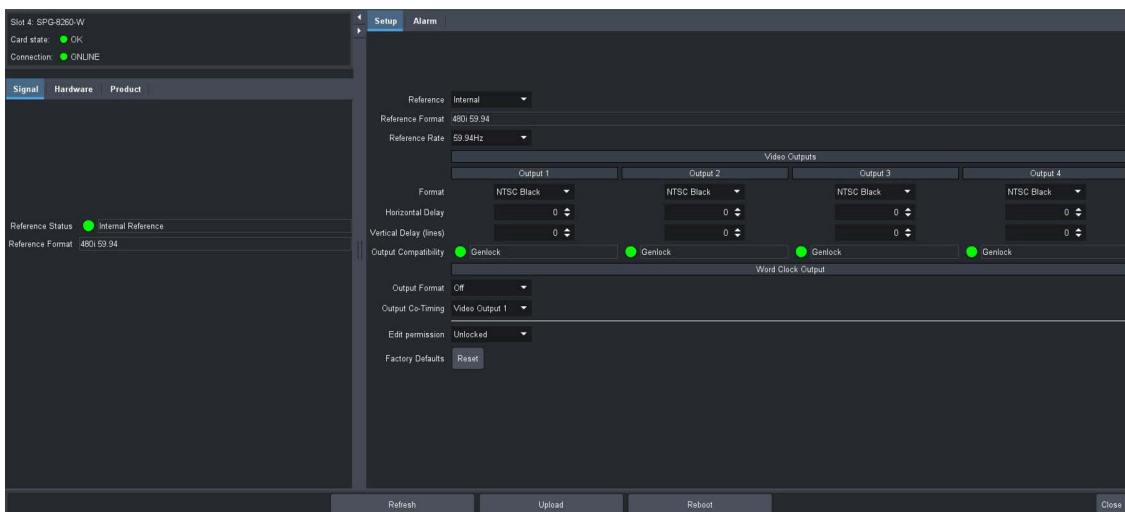 Slot 4: SPG-8260-W
Card state: OK
Connection: ONLINE
Signal Hardware Product
Reference Status Internal Reference
Reference Format 480i 59.94
Setup Alarm
Reference Internal
Reference Format 480i 59.94
Reference Rate 59.94Hz
Video Outputs
Output 1 Output 2 Output 3 Output 4
Format NTSC Black NTSC Black NTSC Black NTSC Black
Horizontal Delay 0 0 0 0
Vertical Delay (lines) 0 0 0 0
Output Compatibility Genlock Genlock Genlock Genlock
Word Clock Output
Output Format Off
Output Co-Timing Video Output 1
Edit permission Unlocked
Factory Defaults Reset
Refresh Upload Reboot Close